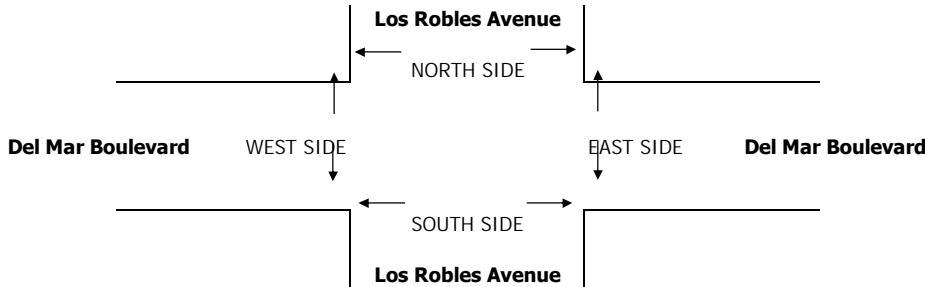 Los Robles Avenue
NORTH SIDE
Del Mar Boulevard WEST SIDE EAST SIDE Del Mar Boulevard
SOUTH SIDE
Los Robles Avenue